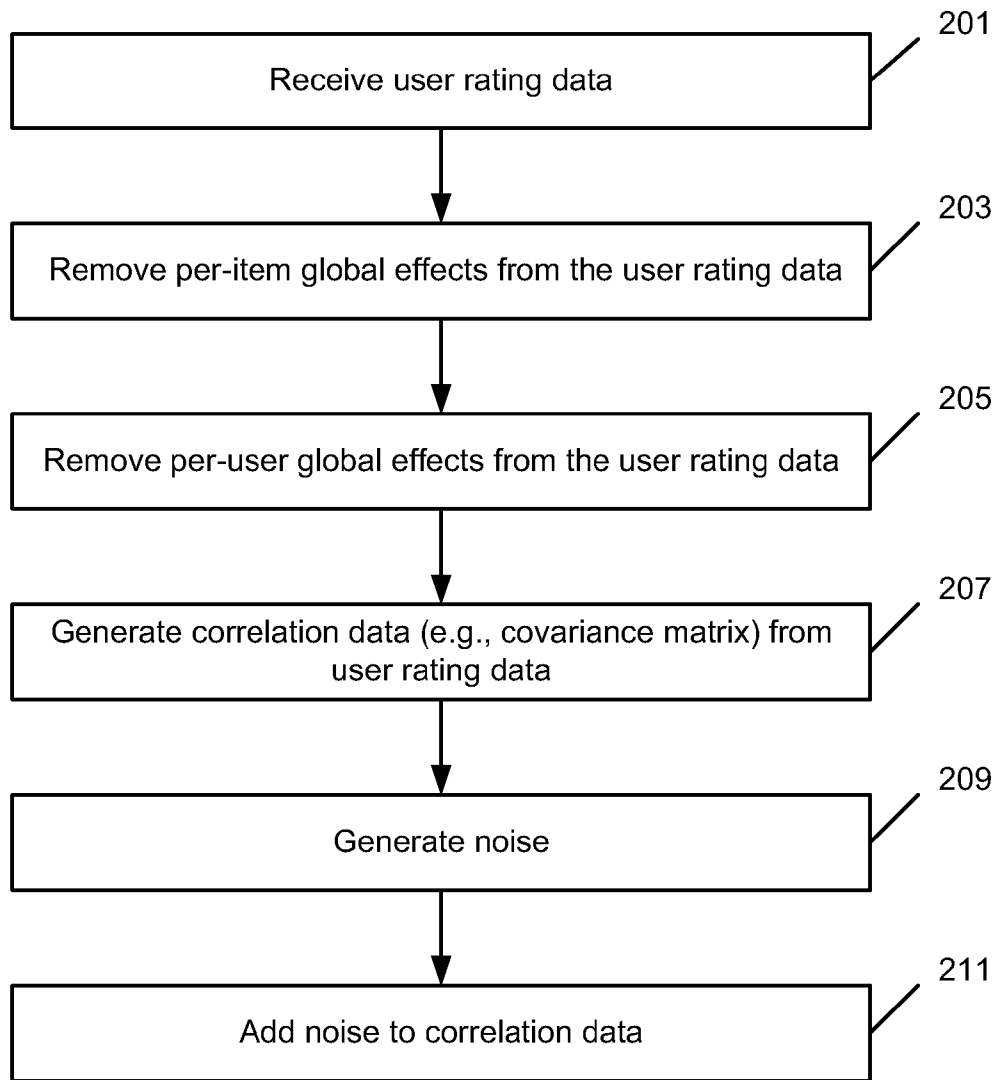 201
Receive user rating data
203
Remove per-item global effects from the user rating data
205
Remove per-user global effects from the user rating data
207
Generate correlation data (e.g., covariance matrix) from
user rating data
209
Generate noise
211
Add noise to correlation data